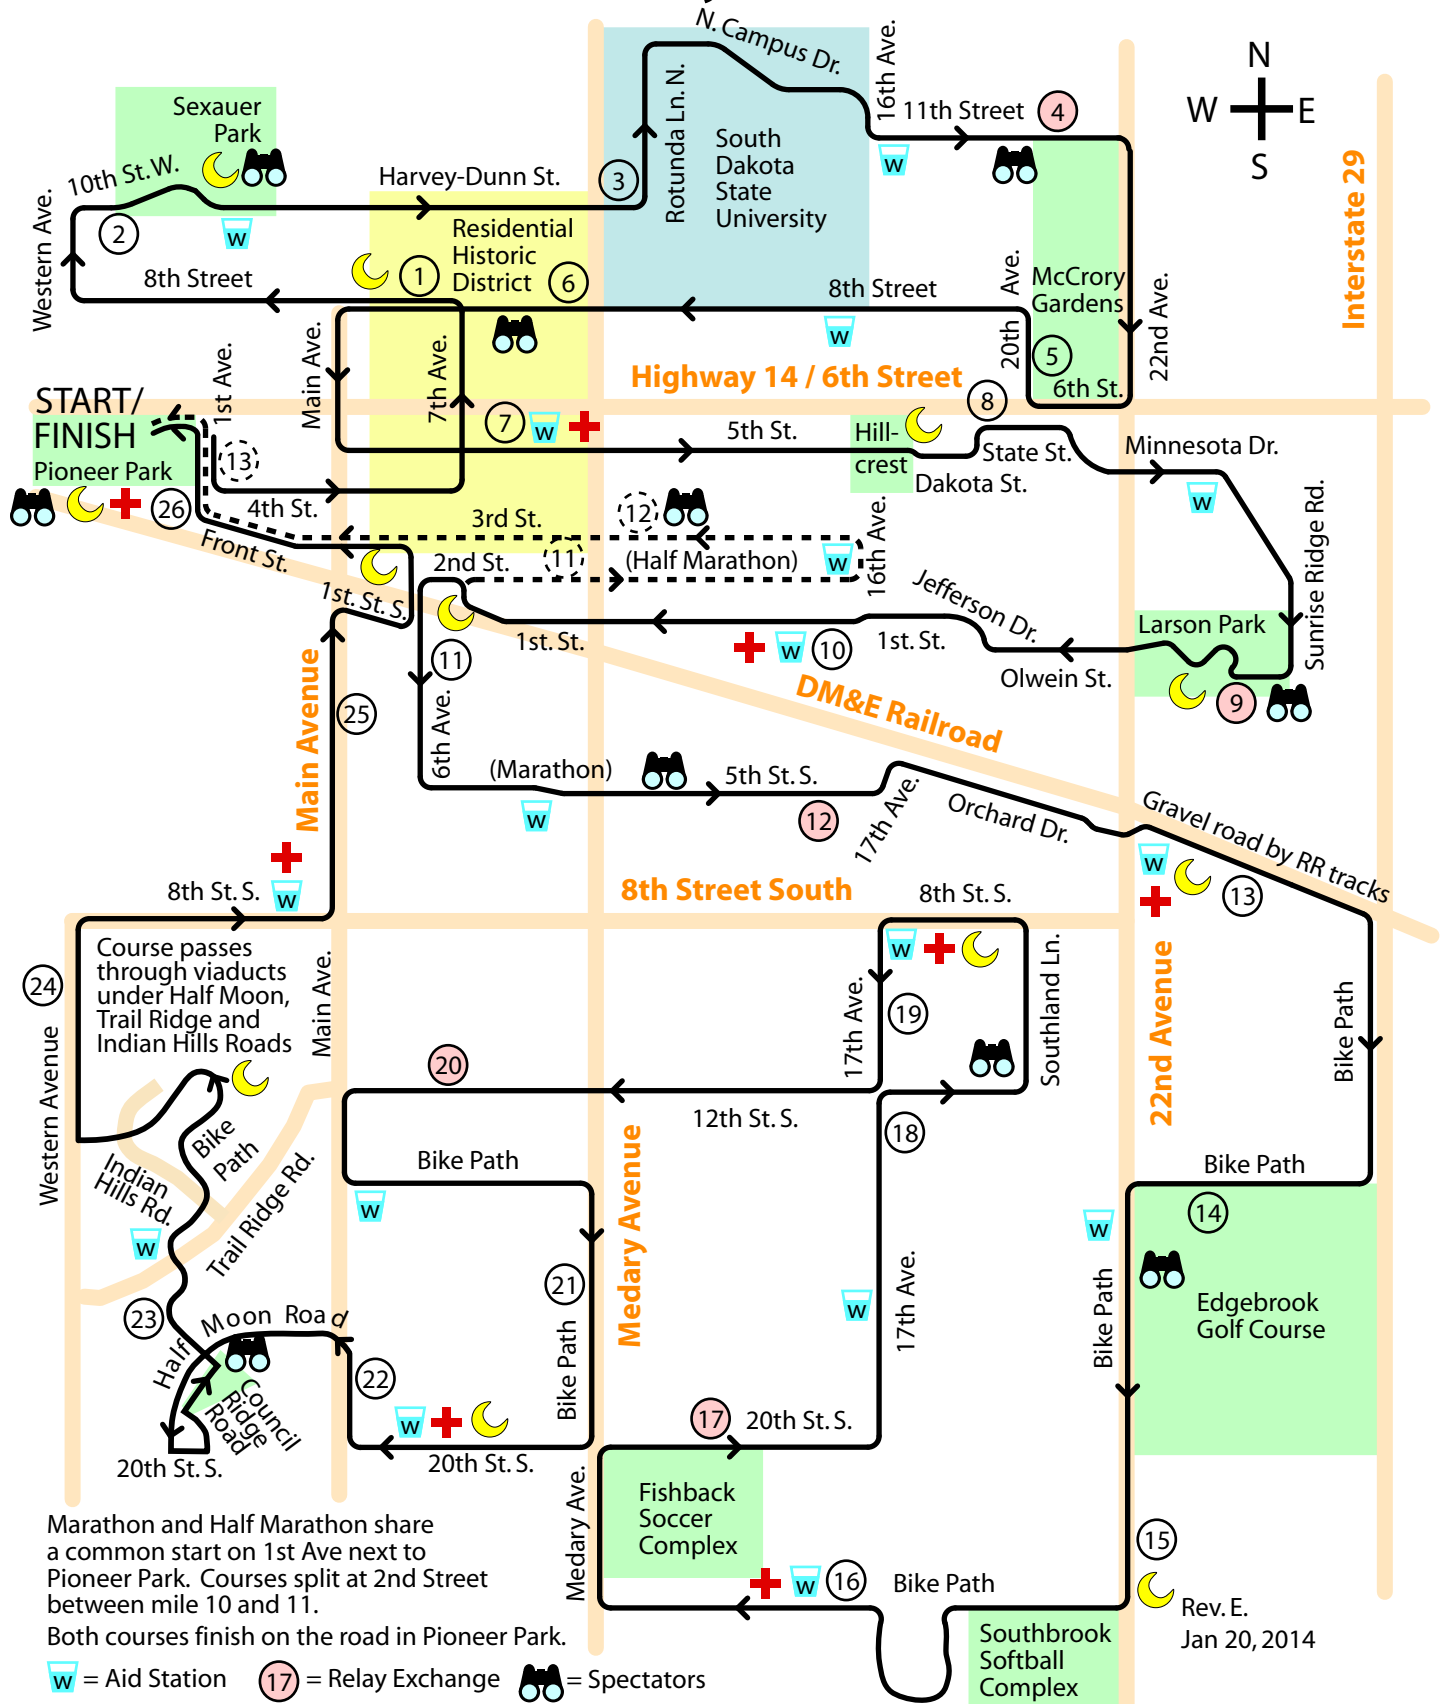 N. Campus Dr.
16th Ave.
N
W E
S
Sexauer
Park
11th Street
4
Rotunda Ln. N.
South
Dakota
State
University
W
10th St. W.
Harvey-Dunn St.
3
Western Ave.
2
W
Residential
Historic
District
1
6
8th Street
8th Street
W
20th Ave.
McCrory
Gardens
22nd Ave.
Interstate 29
5
6th St.
Main Ave.
7th Ave.
1st Ave.
Highway 14 / 6th Street
START/
FINISH
Pioneer Park
13
7
W
8
5th St.
Hill-
crest
State St.
Dakota St.
Minnesota Dr.
W
Sunrise Ridge Rd.
26
4th St.
3rd St.
12
Front St.
2nd St.
11
(Half Marathon)
W
16th Ave.
1st. St. S.
1st. St.
W
10
1st. St.
Jefferson Dr.
Olwein St.
Larson Park
9
11
Main Avenue
25
6th Ave.
DM&E Railroad
(Marathon)
W
5th St. S.
12
17th Ave.
Orchard Dr.
Gravel road by RR tracks
W
13
8th St. S.
W
8th Street South
8th St. S.
Course passes
through viaducts
under Half Moon,
Trail Ridge and
Indian Hills Roads
24
Main Ave.
W
19
17th Ave.
Southland Ln.
22nd Avenue
Bike Path
Western Avenue
20
12th St. S.
18
Bike
Path
Indian
Hills Rd.
Trail Ridge Rd.
W
Bike Path
W
Medary Avenue
Bike Path
14
W
21
23
Half Moon Road
W
17th Ave.
Bike Path
Edgebrook
Golf Course
22
Bike Path
Council
Ridge
Road
W
20th St. S.
20th St. S.
17
20th St. S.
Medary Ave.
Fishback
Soccer
Complex
W
16
Bike Path
15
Rev. E.
Jan 20, 2014
Southbrook
Softball
Complex
Marathon and Half Marathon share
a common start on 1st Ave next to
Pioneer Park. Courses split at 2nd Street
between mile 10 and 11.
Both courses finish on the road in Pioneer Park.
W = Aid Station 17 = Relay Exchange = Spectators